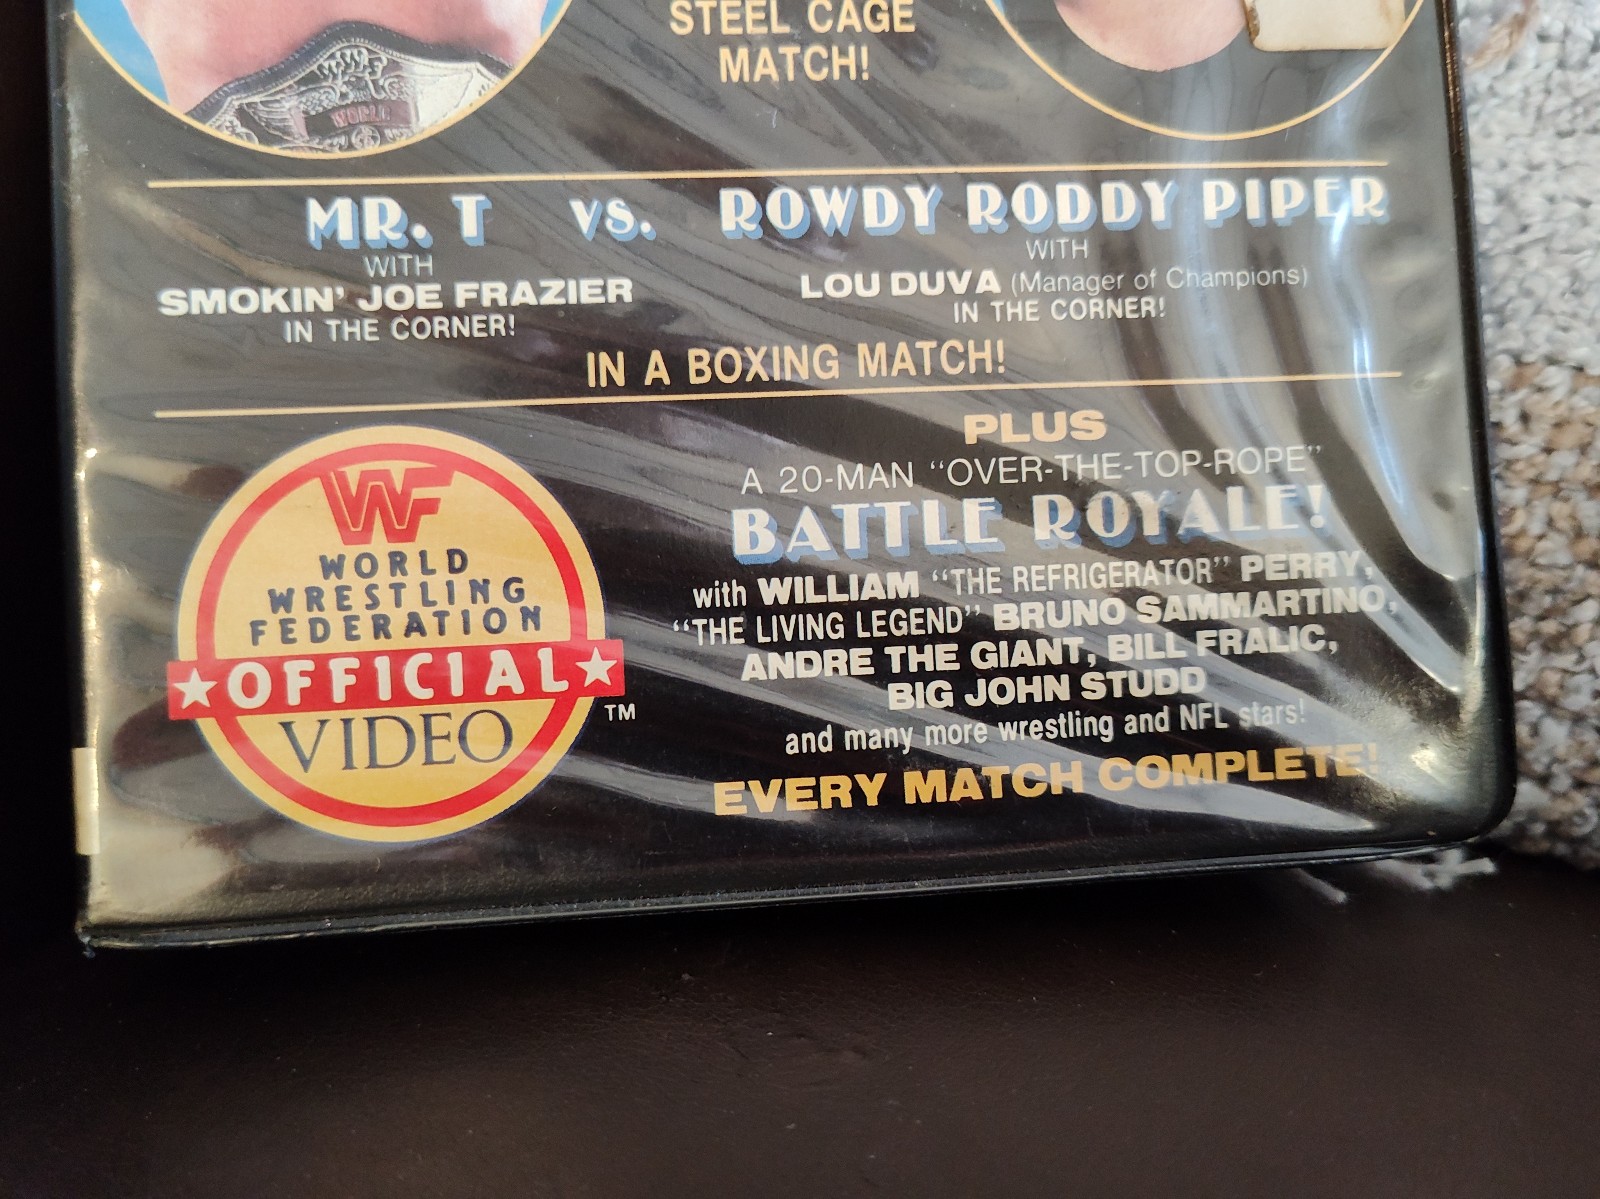 STEEL CAGE
MATCH!
WORLD
MR. T VS. ROWDY RODDY PIPER
WITH
SMOKIN' JOE FRAZIER
IN THE CORNER!
WITH
LOU DUVA (Manager of Champions)
IN THE CORNER!
IN A BOXING MATCH!
WF
WORLD
WRESTLING
FEDERATION
OFFICIAL
VIDEO
TM
PLUS
A 20-MAN "OVER-THE-TOP-ROPE"
BATTLE ROYALE!
with WILLIAM "THE REFRIGERATOR" PERRY,
"THE LIVING LEGEND" BRUNO SAMMARTINO,
ANDRE THE GIANT, BILL FRALIC,
BIG JOHN STUDD
and many more wrestling and NFL stars!
EVERY MATCH COMPLETE!